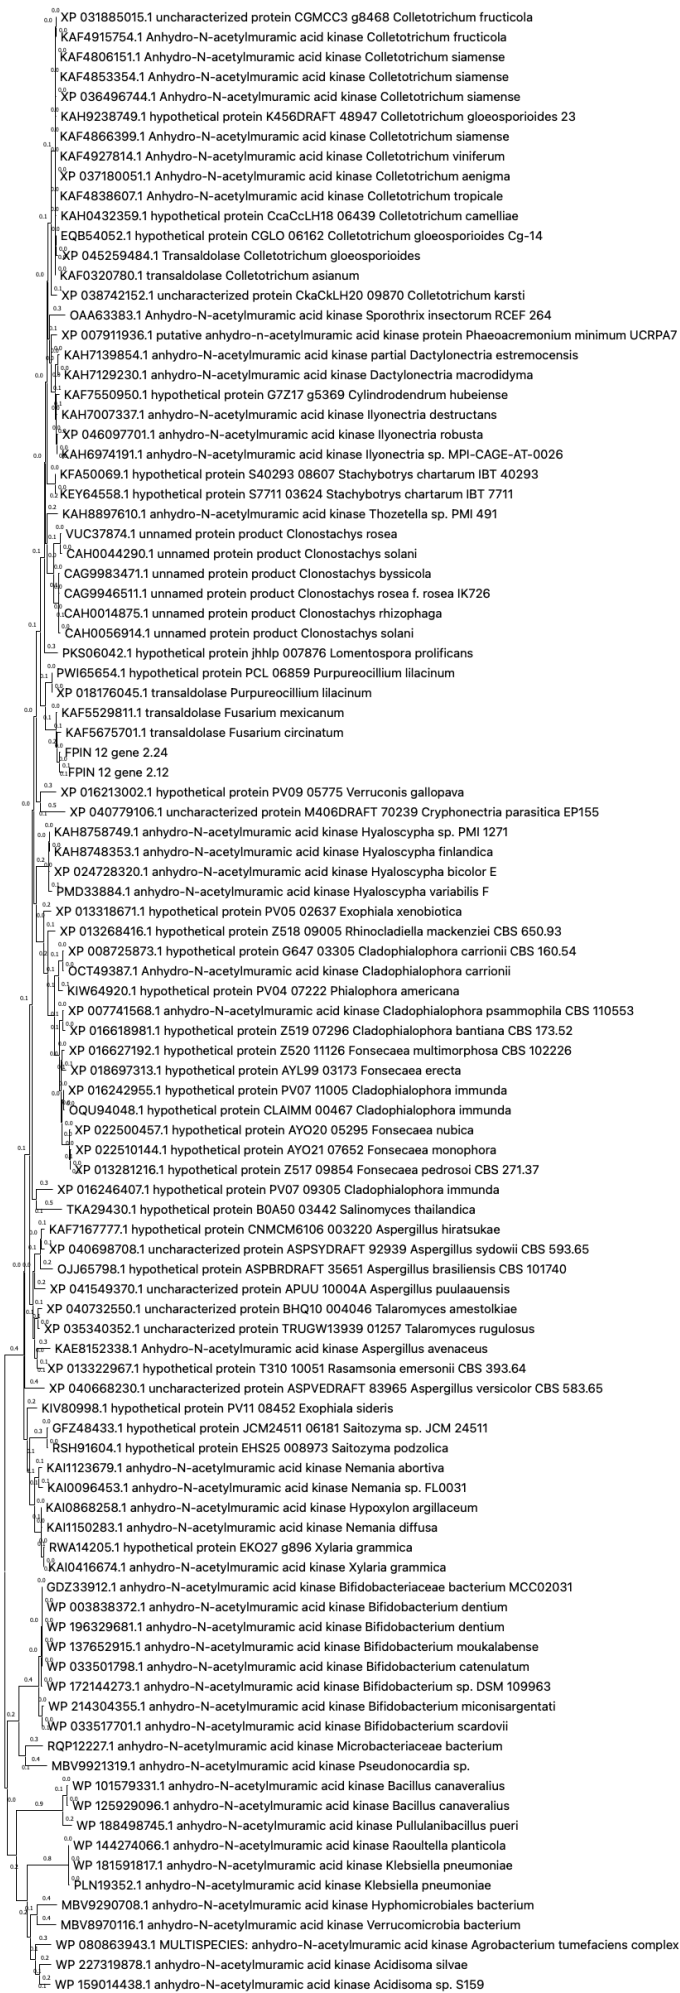 XP 031885015.1 uncharacterized protein CGMCC3 g8468 Colletotrichum fructicola
KAF4915754.1 Anhydro-N-acetylmuramic acid kinase Colletotrichum fructicola
KAF4806151.1 Anhydro-N-acetylmuramic acid kinase Colletotrichum siamense
KAF4853354.1 Anhydro-N-acetylmuramic acid kinase Colletotrichum siamense
XP 036496744.1 Anhydro-N-acetylmuramic acid kinase Colletotrichum siamense
KAH9238749.1 hypothetical protein K456DRAFT 48947 Colletotrichum gloeosporioides 23
KAF4866399.1 Anhydro-N-acetylmuramic acid kinase Colletotrichum siamense
KAF4927814.1 Anhydro-N-acetylmuramic acid kinase Colletotrichum viniferum
XP 037180051.1 Anhydro-N-acetylmuramic acid kinase Colletotrichum aenigma
KAF4838607.1 Anhydro-N-acetylmuramic acid kinase Colletotrichum tropicale
KAH0432359.1 hypothetical protein CcaCcLH18 06439 Colletotrichum camelliae
EQB54052.1 hypothetical protein CGLO 06162 Colletotrichum gloeosporioides Cg-14
XP 045259484.1 Transaldolase Colletotrichum gloeosporioides
KAF0320780.1 transaldolase Colletotrichum asianum
XP 038742152.1 uncharacterized protein CkaCkLH20 09870 Colletotrichum karsti
OAA63383.1 Anhydro-N-acetylmuramic acid kinase Sporothrix insectorum RCEF 264
XP 007911936.1 putative anhydro-n-acetylmuramic acid kinase protein Phaeoacremonium minimum UCRPA7
KAH7139854.1 anhydro-N-acetylmuramic acid kinase partial Dactylonectria estremocensis
KAH7129230.1 anhydro-N-acetylmuramic acid kinase Dactylonectria macrodidyma
KAF7550950.1 hypothetical protein G7Z17 g5369 Cylindrodendrum hubeiense
KAH7007337.1 anhydro-N-acetylmuramic acid kinase Ilyonectria destructans
XP 046097701.1 anhydro-N-acetylmuramic acid kinase Ilyonectria robusta
KAH6974191.1 anhydro-N-acetylmuramic acid kinase Ilyonectria sp. MPI-CAGE-AT-0026
KFA50069.1 hypothetical protein S40293 08607 Stachybotrys chartarum IBT 40293
KEY64558.1 hypothetical protein S7711 03624 Stachybotrys chartarum IBT 7711
KAH8897610.1 anhydro-N-acetylmuramic acid kinase Thozetella sp. PMI 491
VUC37874.1 unnamed protein product Clonostachys rosea
CAH0044290.1 unnamed protein product Clonostachys solani
CAG9983471.1 unnamed protein product Clonostachys byssicola
CAG9946511.1 unnamed protein product Clonostachys rosea f. rosea IK726
CAH0014875.1 unnamed protein product Clonostachys rhizophaga
CAH0056914.1 unnamed protein product Clonostachys solani
PKS06042.1 hypothetical protein jhhlp 007876 Lomentospora prolificans
PWI65654.1 hypothetical protein PCL 06859 Purpureocillium lilacinum
XP 018176045.1 transaldolase Purpureocillium lilacinum
KAF5529811.1 transaldolase Fusarium mexicanum
KAF5675701.1 transaldolase Fusarium circinatum
FPIN 12 gene 2.24
FPIN 12 gene 2.12
XP 016213002.1 hypothetical protein PV09 05775 Verruconis gallopava
XP 040779106.1 uncharacterized protein M406DRAFT 70239 Cryphonectria parasitica EP155
KAH8758749.1 anhydro-N-acetylmuramic acid kinase Hyaloscypha sp. PMI 1271
KAH8748353.1 anhydro-N-acetylmuramic acid kinase Hyaloscypha finlandica
XP 024728320.1 anhydro-N-acetylmuramic acid kinase Hyaloscypha bicolor E
PMD33884.1 anhydro-N-acetylmuramic acid kinase Hyaloscypha variabilis F
XP 013318671.1 hypothetical protein PV05 02637 Exophiala xenobiotica
XP 013268416.1 hypothetical protein Z518 09005 Rhinocladiella mackenziei CBS 650.93
XP 008725873.1 hypothetical protein G647 03305 Cladophialophora carrionii CBS 160.54
OCT49387.1 Anhydro-N-acetylmuramic acid kinase Cladophialophora carrionii
KIW64920.1 hypothetical protein PV04 07222 Phialophora americana
XP 007741568.1 anhydro-N-acetylmuramic acid kinase Cladophialophora psammophila CBS 110553
XP 016618981.1 hypothetical protein Z519 07296 Cladophialophora bantiana CBS 173.52
XP 016627192.1 hypothetical protein Z520 11126 Fonsecaea multimorphosa CBS 102226
XP 018697313.1 hypothetical protein AYL99 03173 Fonsecaea erecta
XP 016242955.1 hypothetical protein PV07 11005 Cladophialophora immunda
OQU94048.1 hypothetical protein CLAIMM 00467 Cladophialophora immunda
XP 022500457.1 hypothetical protein AYO20 05295 Fonsecaea nubica
XP 022510144.1 hypothetical protein AYO21 07652 Fonsecaea monophora
XP 013281216.1 hypothetical protein Z517 09854 Fonsecaea pedrosoi CBS 271.37
XP 016246407.1 hypothetical protein PV07 09305 Cladophialophora immunda
TKA29430.1 hypothetical protein B0A50 03442 Salinomyces thailandica
KAF7167777.1 hypothetical protein CNMCM6106 003220 Aspergillus hiratsukae
XP 040698708.1 uncharacterized protein ASPSYDRAFT 92939 Aspergillus sydowii CBS 593.65
OJJ65798.1 hypothetical protein ASPBRDRAFT 35651 Aspergillus brasiliensis CBS 101740
XP 041549370.1 uncharacterized protein APUU 10004A Aspergillus puulaauensis
XP 040732550.1 uncharacterized protein BHQ10 004046 Talaromyces amestolkiae
XP 035340352.1 uncharacterized protein TRUGW13939 01257 Talaromyces rugulosus
KAE8152338.1 Anhydro-N-acetylmuramic acid kinase Aspergillus avenaceus
XP 013322967.1 hypothetical protein T310 10051 Rasamsonia emersonii CBS 393.64
XP 040668230.1 uncharacterized protein ASPVEDRAFT 83965 Aspergillus versicolor CBS 583.65
KIV80998.1 hypothetical protein PV11 08452 Exophiala sideris
GFZ48433.1 hypothetical protein JCM24511 06181 Saitozyma sp. JCM 24511
RSH91604.1 hypothetical protein EHS25 008973 Saitozyma podzolica
KAI1123679.1 anhydro-N-acetylmuramic acid kinase Nemania abortiva
KAI0096453.1 anhydro-N-acetylmuramic acid kinase Nemania sp. FL0031
KAI0868258.1 anhydro-N-acetylmuramic acid kinase Hypoxylon argillaceum
KAI1150283.1 anhydro-N-acetylmuramic acid kinase Nemania diffusa
RWA14205.1 hypothetical protein EKO27 g896 Xylaria grammica
KAI0416674.1 anhydro-N-acetylmuramic acid kinase Xylaria grammica
GDZ33912.1 anhydro-N-acetylmuramic acid kinase Bifidobacteriaceae bacterium MCC02031
WP 003838372.1 anhydro-N-acetylmuramic acid kinase Bifidobacterium dentium
WP 196329681.1 anhydro-N-acetylmuramic acid kinase Bifidobacterium dentium
WP 137652915.1 anhydro-N-acetylmuramic acid kinase Bifidobacterium moukalabense
WP 033501798.1 anhydro-N-acetylmuramic acid kinase Bifidobacterium catenulatum
WP 172144273.1 anhydro-N-acetylmuramic acid kinase Bifidobacterium sp. DSM 109963
WP 214304355.1 anhydro-N-acetylmuramic acid kinase Bifidobacterium miconisargentati
WP 033517701.1 anhydro-N-acetylmuramic acid kinase Bifidobacterium scardovii
RQP12227.1 anhydro-N-acetylmuramic acid kinase Microbacteriaceae bacterium
MBV9921319.1 anhydro-N-acetylmuramic acid kinase Pseudonocardia sp.
WP 101579331.1 anhydro-N-acetylmuramic acid kinase Bacillus canaveralius
WP 125929096.1 anhydro-N-acetylmuramic acid kinase Bacillus canaveralius
WP 188498745.1 anhydro-N-acetylmuramic acid kinase Pullulanibacillus pueri
WP 144274066.1 anhydro-N-acetylmuramic acid kinase Raoultella planticola
WP 181591817.1 anhydro-N-acetylmuramic acid kinase Klebsiella pneumoniae
PLN19352.1 anhydro-N-acetylmuramic acid kinase Klebsiella pneumoniae
MBV9290708.1 anhydro-N-acetylmuramic acid kinase Hyphomicrobiales bacterium
MBV8970116.1 anhydro-N-acetylmuramic acid kinase Verrucomicrobia bacterium
WP 080863943.1 MULTISPECIES: anhydro-N-acetylmuramic acid kinase Agrobacterium tumefaciens complex
WP 227319878.1 anhydro-N-acetylmuramic acid kinase Acidisoma silvae
WP 159014438.1 anhydro-N-acetylmuramic acid kinase Acidisoma sp. S159